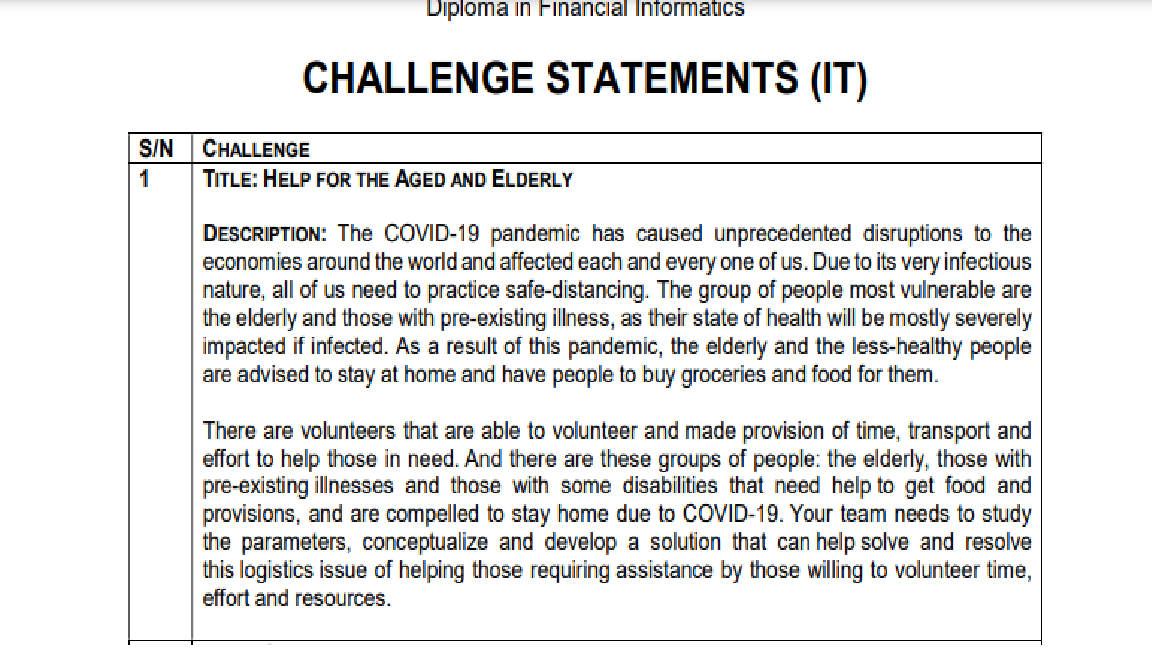 Diploma in Financial Informatics
CHALLENGE STATEMENTS (IT)
S/N CHALLENGE
1 TITLE: HELP FOR THE AGED AND ELDERLY
DESCRIPTION: The COVID-19 pandemic has caused unprecedented disruptions to the
economies around the world and affected each and every one of us. Due to its very infectious
nature, all of us need to practice safe-distancing. The group of people most vulnerable are
the elderly and those with pre-existing illness, as their state of health will be mostly severely
impacted if infected. As a result of this pandemic, the elderly and the less-healthy people
are advised to stay at home and have people to buy groceries and food for them.
There are volunteers that are able to volunteer and made provision of time, transport and
effort to help those in need. And there are these groups of people: the elderly, those with
pre-existing illnesses and those with some disabilities that need help to get food and
provisions, and are compelled to stay home due to COVID-19. Your team needs to study
the parameters, conceptualize and develop a solution that can help solve and resolve
this logistics issue of helping those requiring assistance by those willing to volunteer time,
effort and resources.